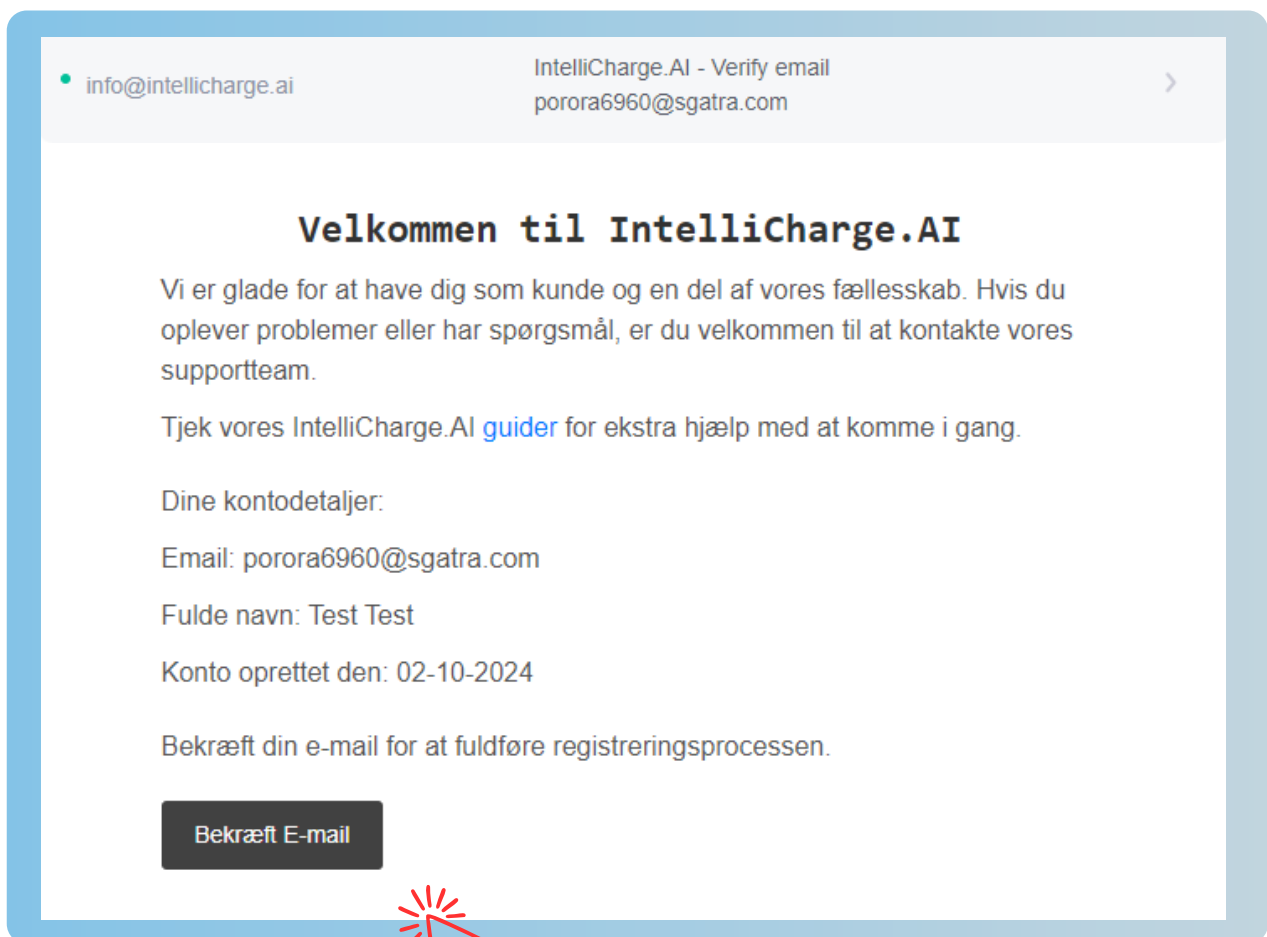 info@intellicharge.ai
IntelliCharge.AI - Verify email
porora6960@sgatra.com
Velkommen til IntelliCharge.AI
Vi er glade for at have dig som kunde og en del af vores fællesskab. Hvis du
oplever problemer eller har spørgsmål, er du velkommen til at kontakte vores
supportteam.
Tjek vores IntelliCharge.AI guider for ekstra hjælp med at komme i gang.
Dine kontodetaljer:
Email: porora6960@sgatra.com
Fulde navn: Test Test
Konto oprettet den: 02-10-2024
Bekræft din e-mail for at fuldføre registreringsprocessen.
Bekræft E-mail